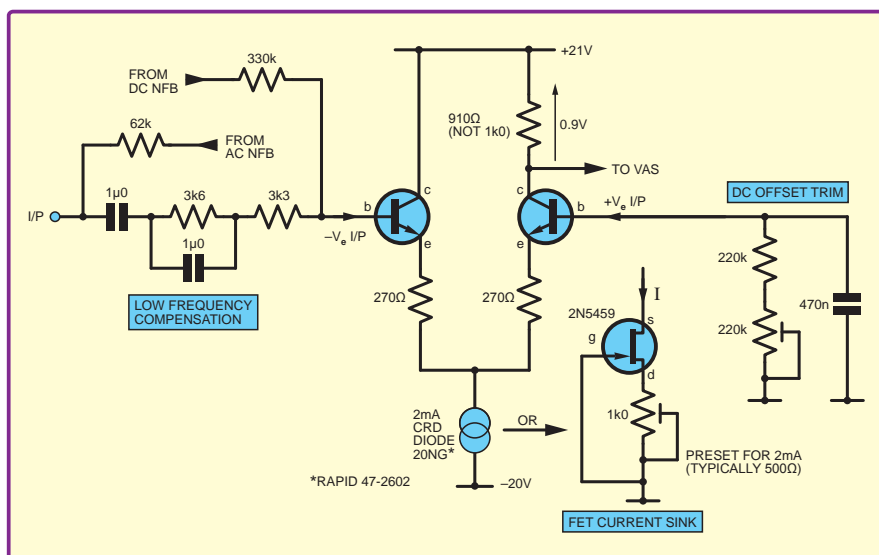 FROM
DC NFB
330k
+21V
62k
FROM
AC NFB
910Ω
(NOT 1k0)
0.9V
TO VAS
I/P
1µ0
3k6
3k3
1µ0
LOW FREQUENCY
COMPENSATION
b
c
e
–Ve I/P
c
b
e
+Ve I/P
DC OFFSET TRIM
220k
220k
470n
270Ω
270Ω
2N5459
I
g
s
d
1k0
2mA
CRD
DIODE
20NG*
OR
PRESET FOR 2mA
(TYPICALLY 500Ω)
*RAPID 47-2602
–20V
FET CURRENT SINK